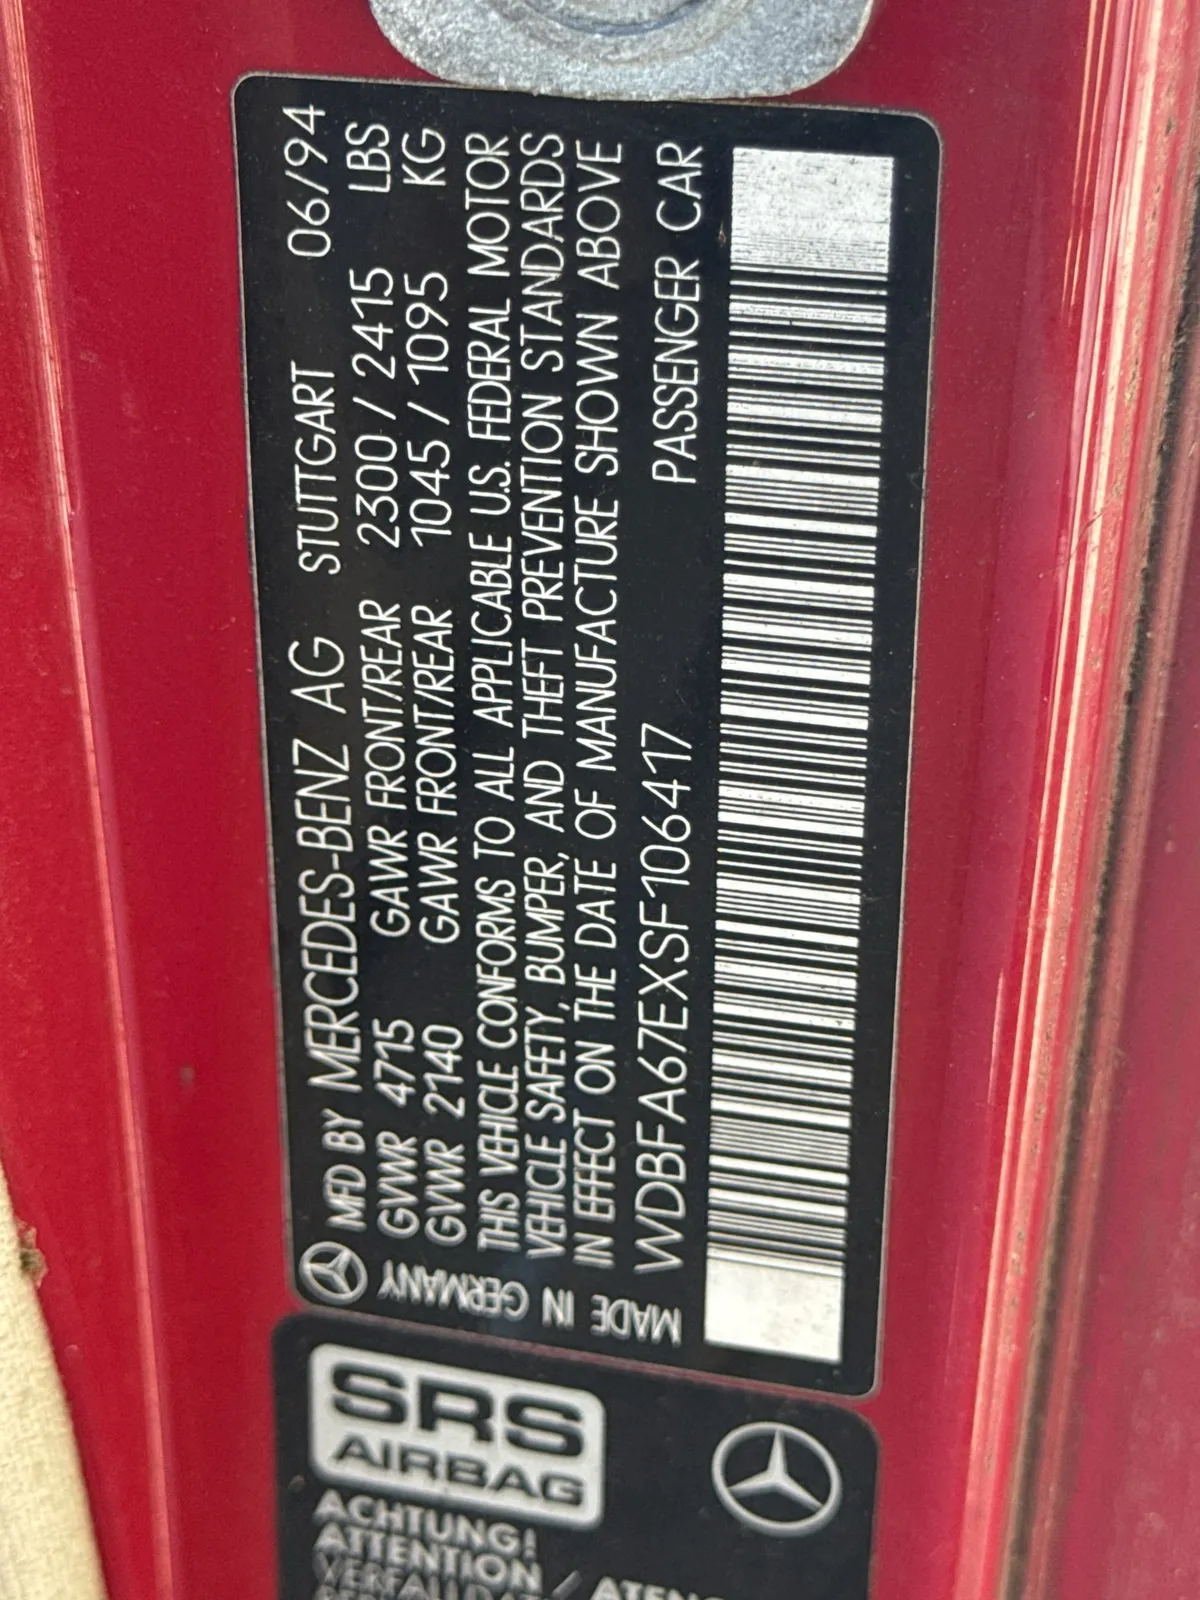 MFD BY MERCEDES-BENZ AG STUTTGART 06/94
GVWR 4715 GAWR FRONT/REAR 2300 / 2415 LBS
GVWR 2140 GAWR FRONT/REAR 1045 / 1095 KG
THIS VEHICLE CONFORMS TO ALL APPLICABLE U.S. FEDERAL MOTOR
VEHICLE SAFETY, BUMPER, AND THEFT PREVENTION STANDARDS
IN EFFECT ON THE DATE OF MANUFACTURE SHOWN ABOVE
WDBFA67EXSF106417 PASSENGER CAR
MADE IN GERMANY
SRS
AIRBAG
ACHTUNG!
ATTENTION /
VERFALLDAT